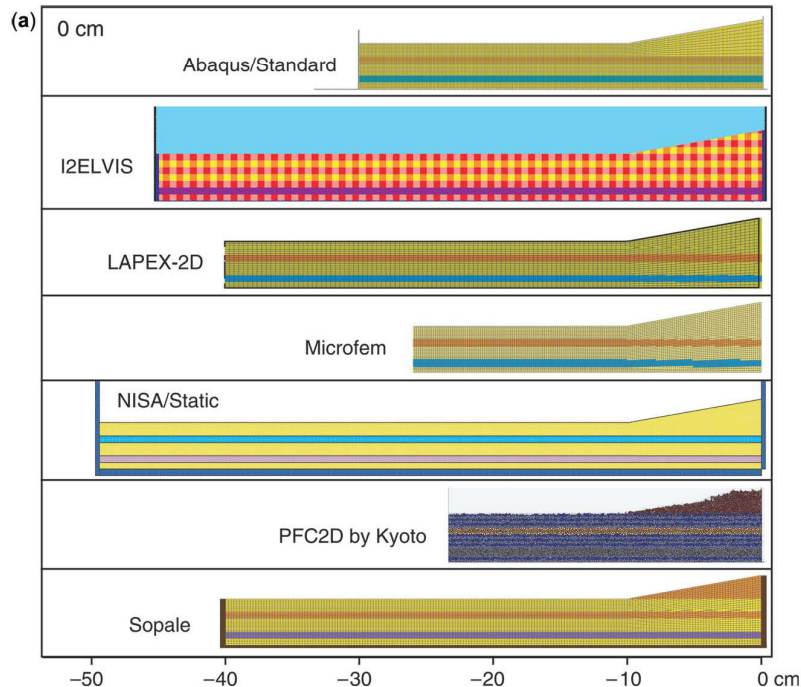 (a)
0 cm
Abaqus/Standard
I2ELVIS
LAPEX-2D
Microfem
NISA/Static
PFC2D by Kyoto
Sopale
−50 −40 −30 −20 −10 0 cm